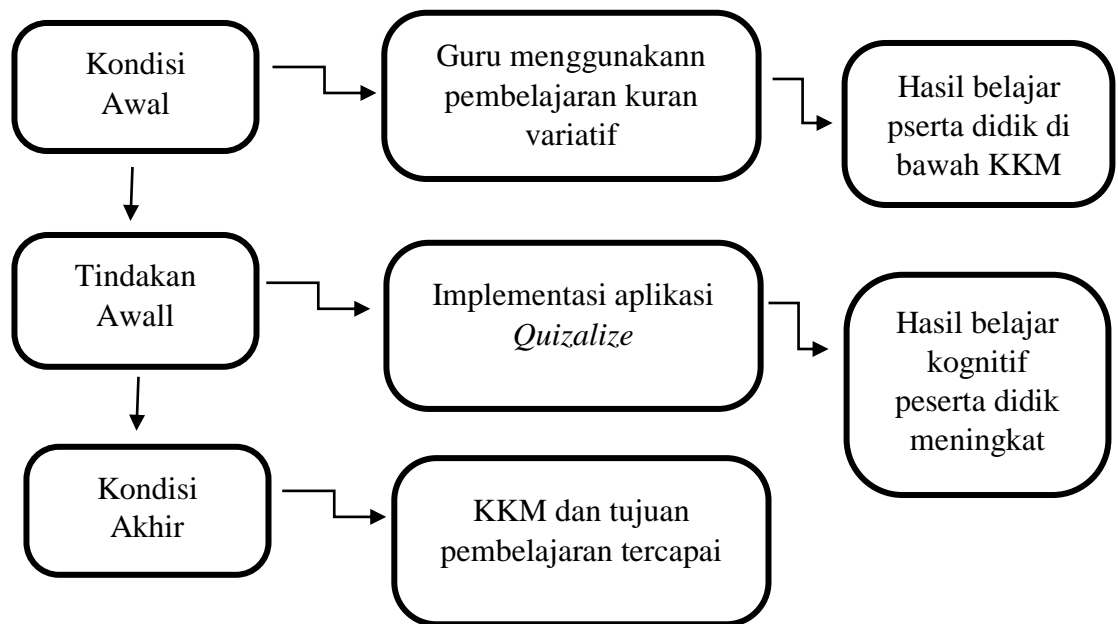 Kondisi
Awal
Guru menggunakann
pembelajaran kuran
variatif
Hasil belajar
pserta didik di
bawah KKM
Tindakan
Awall
Implementasi aplikasi
Quizalize
Hasil belajar
kognitif
peserta didik
meningkat
Kondisi
Akhir
KKM dan tujuan
pembelajaran tercapai